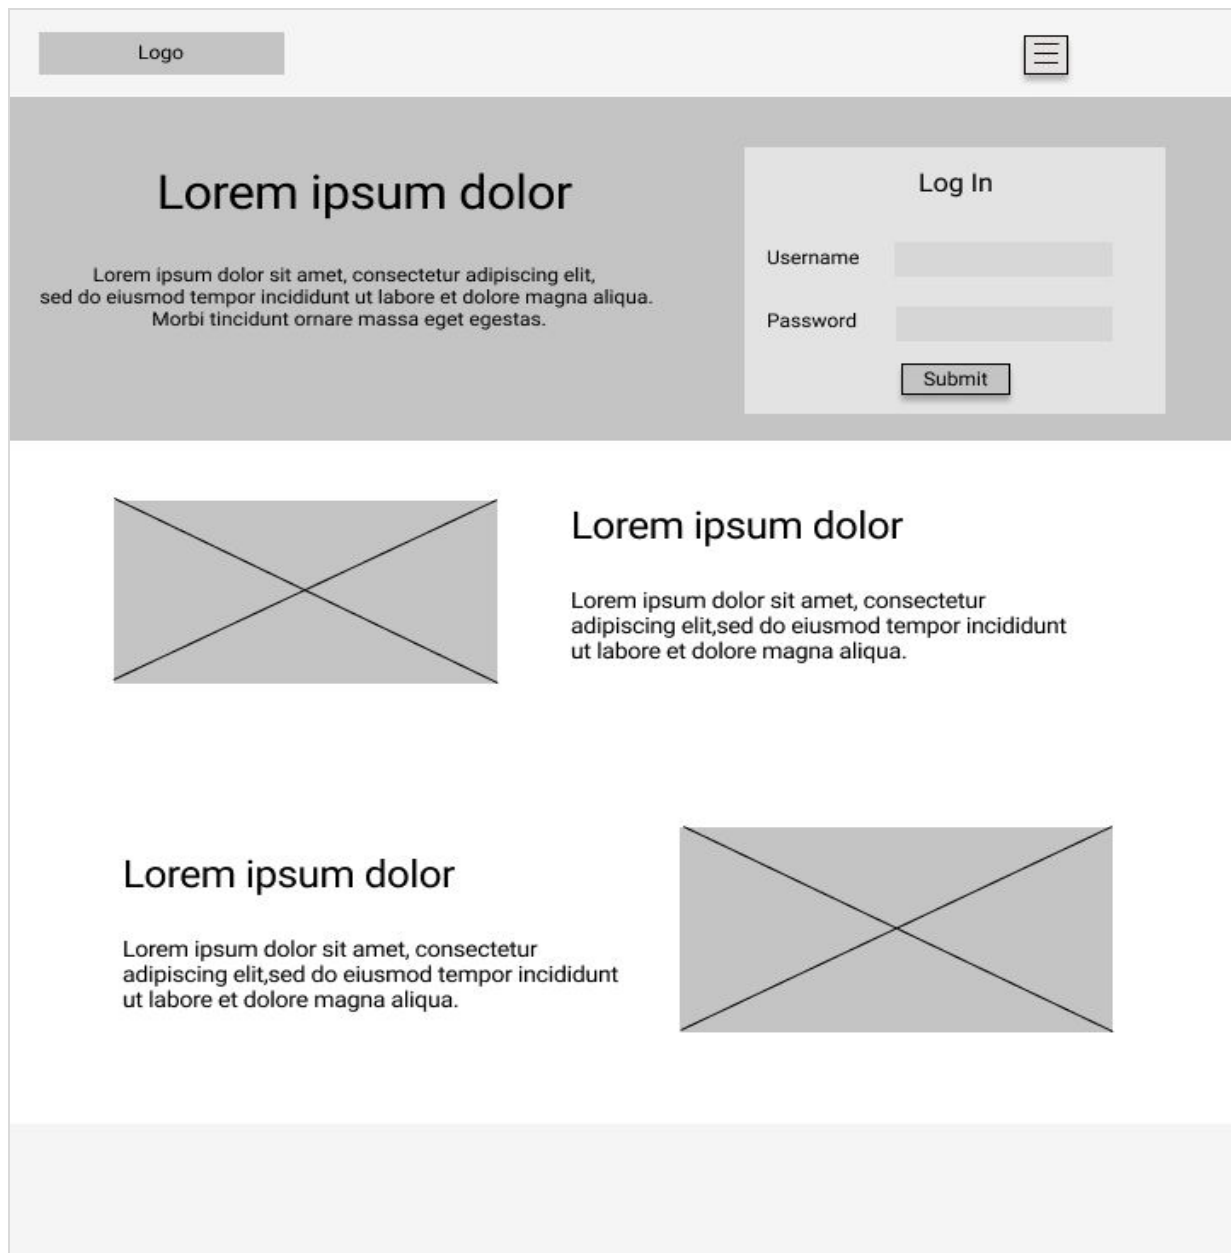 Logo
Lorem ipsum dolor
Lorem ipsum dolor sit amet, consectetur adipiscing elit,
sed do eiusmod tempor incididunt ut labore et dolore magna aliqua.
Morbi tincidunt ornare massa eget egestas.
Log In
Username
Password
Submit
Lorem ipsum dolor
Lorem ipsum dolor sit amet, consectetur
adipiscing elit,sed do eiusmod tempor incididunt
ut labore et dolore magna aliqua.
Lorem ipsum dolor
Lorem ipsum dolor sit amet, consectetur
adipiscing elit,sed do eiusmod tempor incididunt
ut labore et dolore magna aliqua.